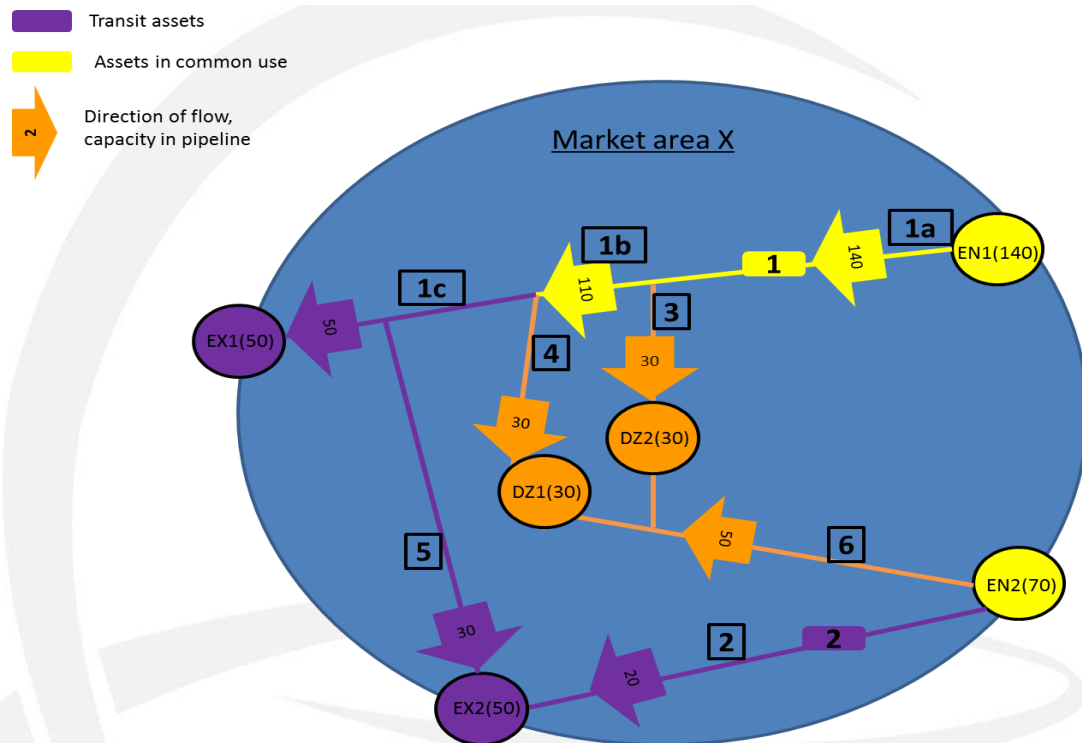 Transit assets
Assets in common use
2
Direction of flow,
capacity in pipeline
Market area X
1a
EN1(140)
1b
140
1
1c
110
3
50
EX1(50)
4
30
30
DZ2(30)
DZ1(30)
50
6
5
EN2(70)
30
2
2
20
EX2(50)